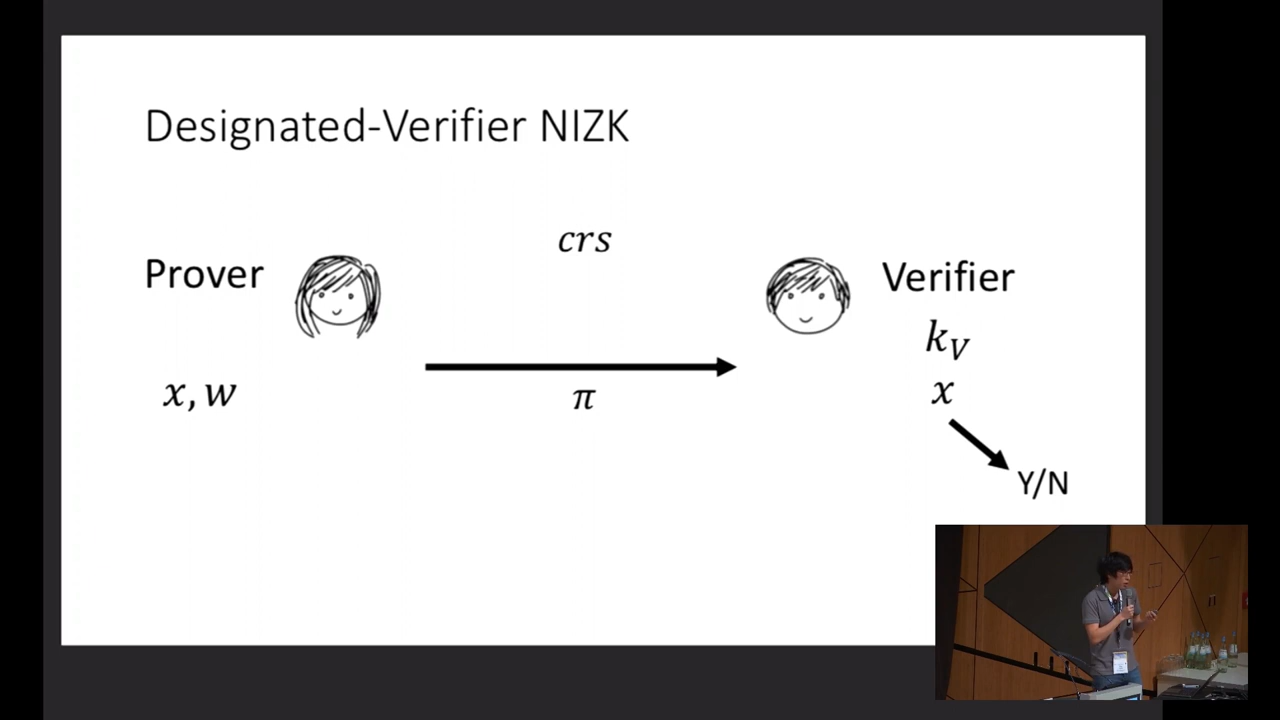 Designated-Verifier NIZK
crs
Prover
Verifier
k_V
x, w
π
x
Y/N